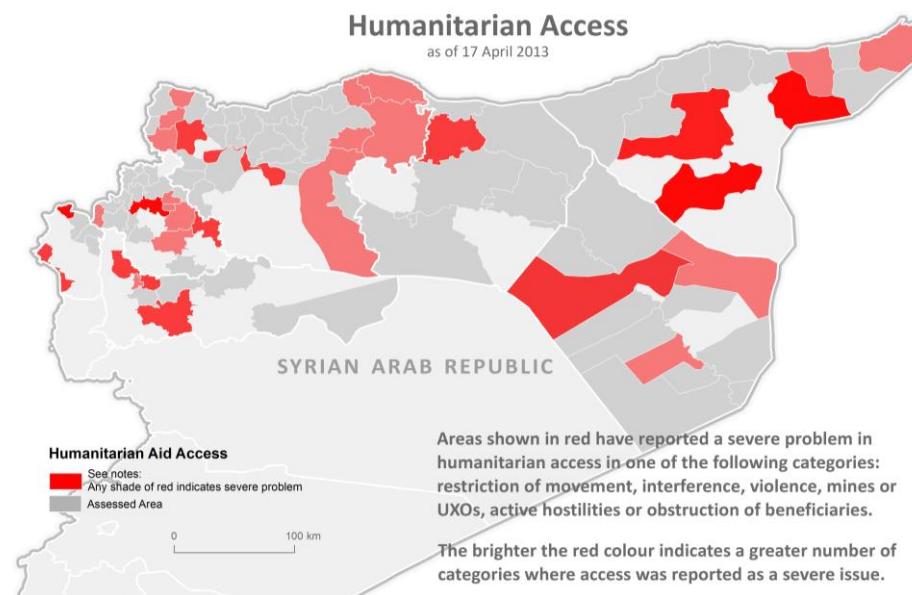 Humanitarian Access
as of 17 April 2013
SYRIAN ARAB REPUBLIC
Humanitarian Aid Access
See notes:
Any shade of red indicates severe problem
Assessed Area
0 100 km
Areas shown in red have reported a severe problem in
humanitarian access in one of the following categories:
restriction of movement, interference, violence, mines or
UXOs, active hostilities or obstruction of beneficiaries.
The brighter the red colour indicates a greater number of
categories where access was reported as a severe issue.